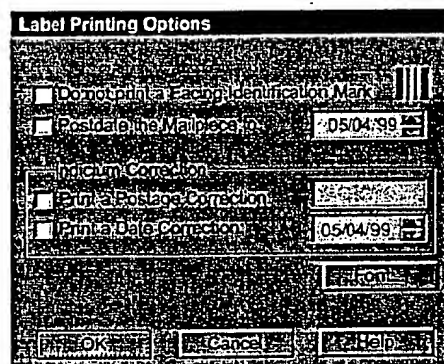 Label Printing Options
Do not print a Facing Identification Mark
Postdate the Mailpiece to 05/04/99
Indicium Correction
Print a Postage Correction:
Print a Date Correction: 05/04/99
Font
OK Cancel Help